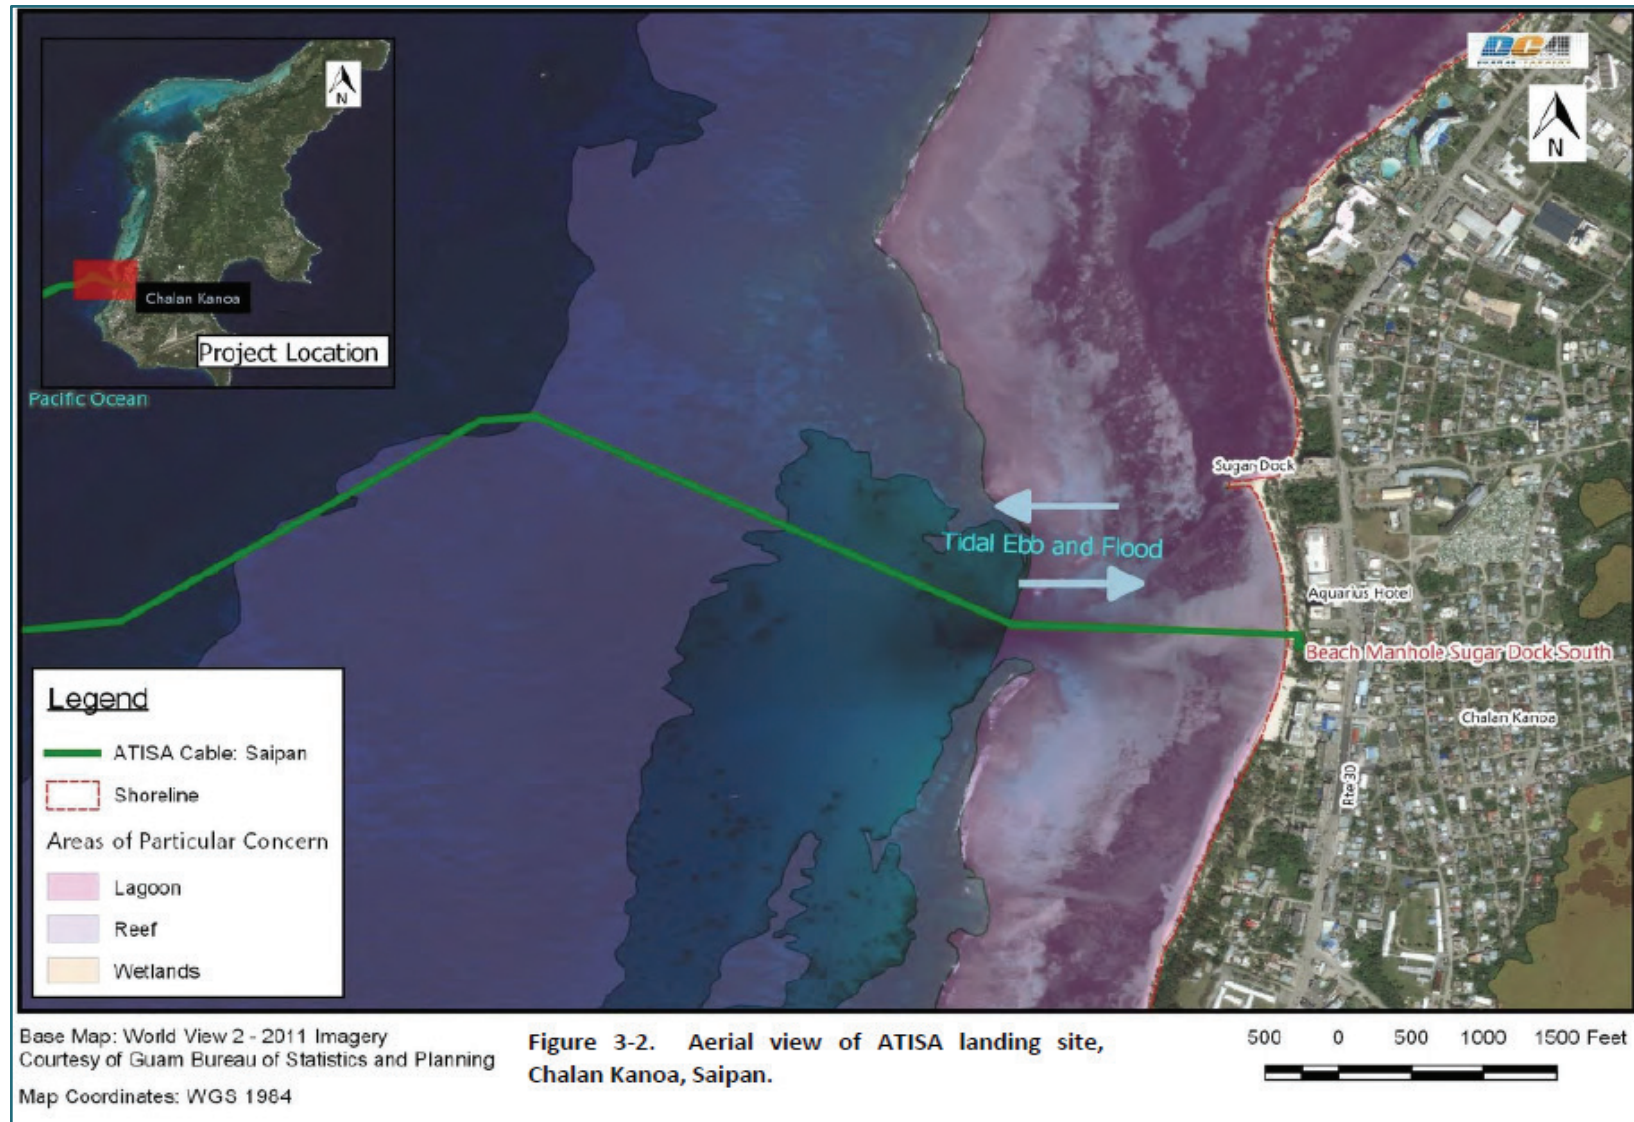 DCA
N
N
Chalan Kanoa
Project Location
Pacific Ocean
Sugar Dock
Tidal Ebb and Flood
Aquarius Hotel
Beach Manhole Sugar Dock South
Chalan Kanoa
Rte 30
Legend
ATISA Cable: Saipan
Shoreline
Areas of Particular Concern
Lagoon
Reef
Wetlands
Base Map: World View 2 - 2011 Imagery
Courtesy of Guam Bureau of Statistics and Planning
Map Coordinates: WGS 1984
Figure 3-2. Aerial view of ATISA landing site,
Chalan Kanoa, Saipan.
500 0 500 1000 1500 Feet